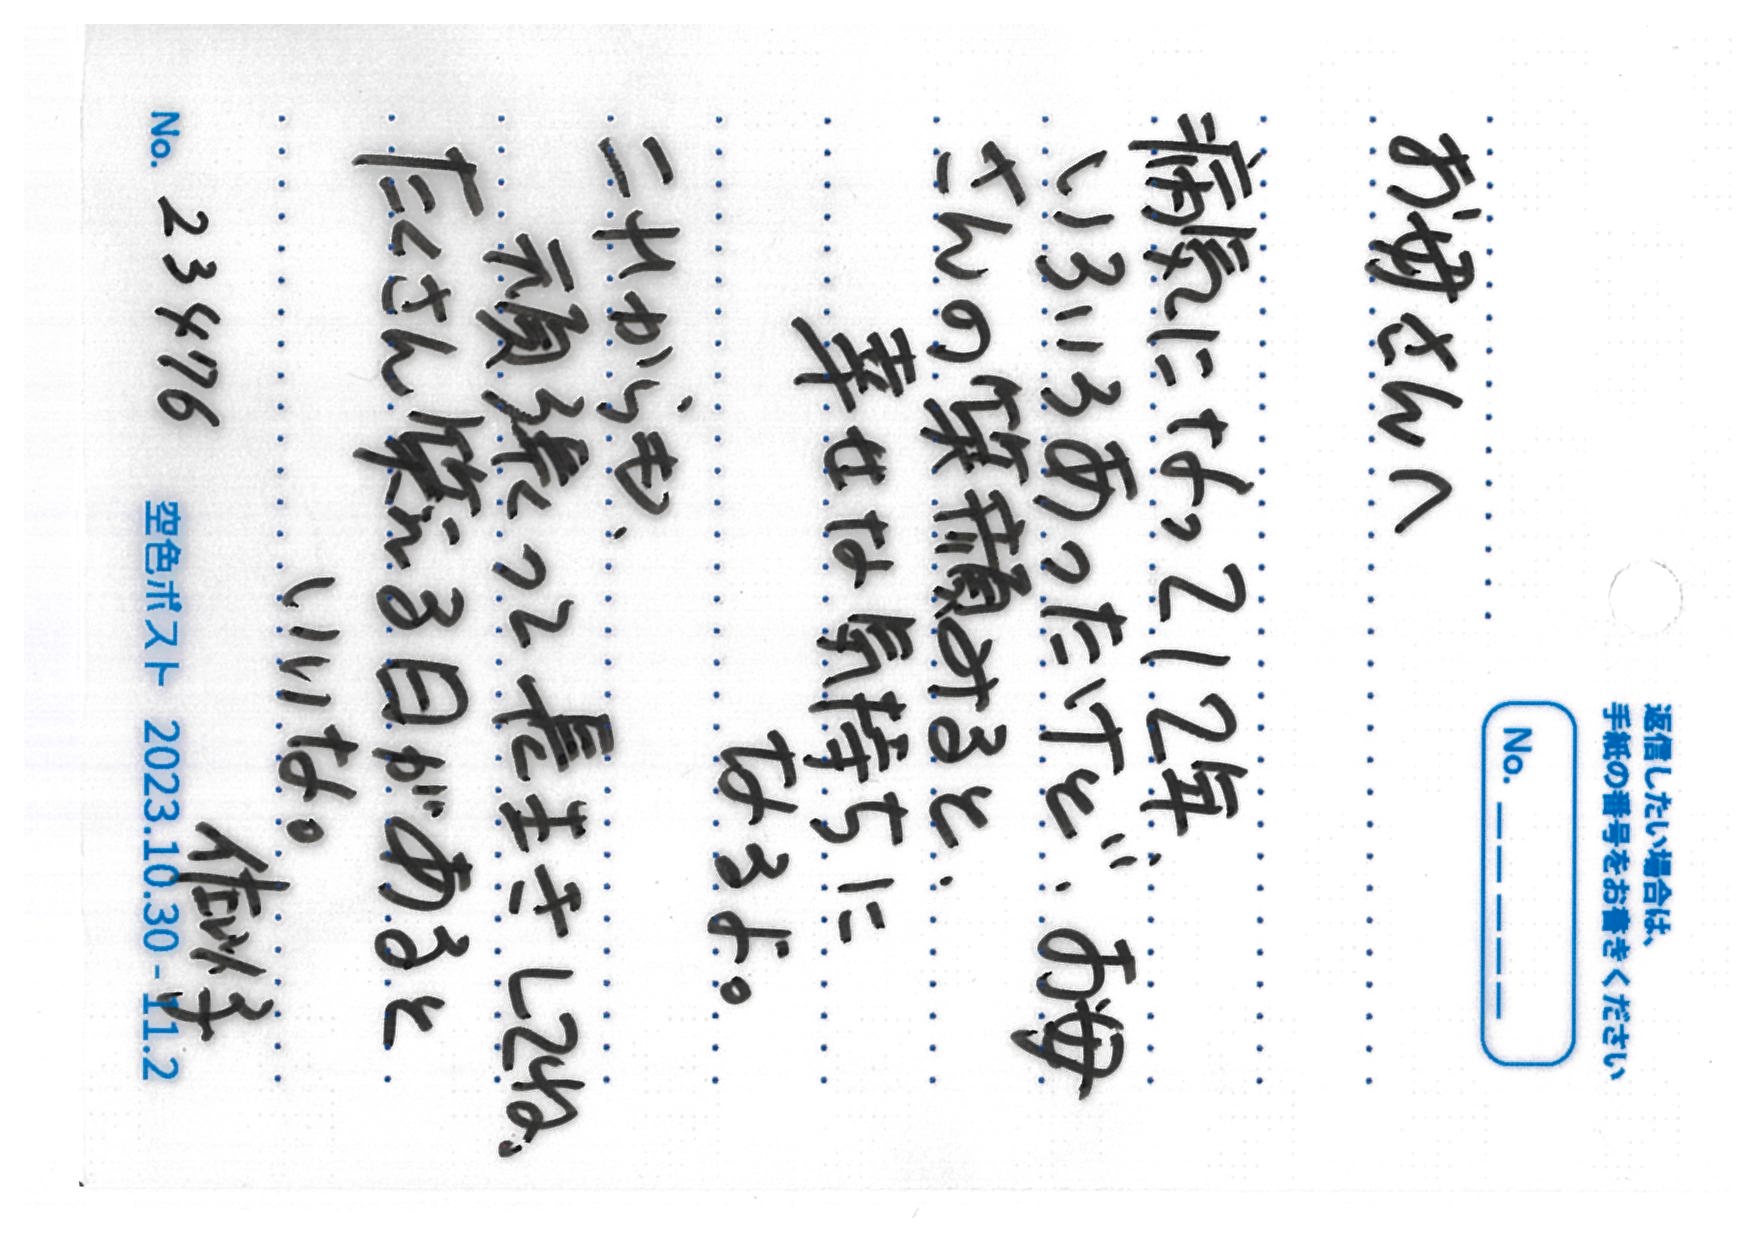 返信したい場合は、
手紙の番号をお書きください
No. _ _ _ _ _
お母さんへ
病気になって12年、
いろいろあったけど、お母
さんの笑顔みると、
幸せな気持ちに
なるよ。
これからも、
頑張って長生きしてね、
たくさん笑える日があると
いいな。
佐以子
No. 23476
空色ポスト 2023.10.30 - 11.2